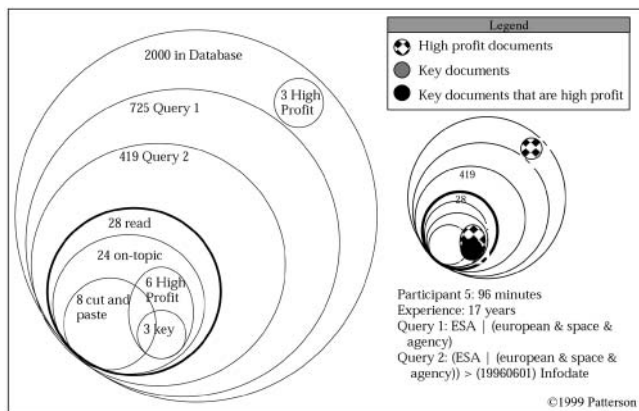 2000 in Database
3 High
Profit
725 Query 1
419 Query 2
28 read
24 on-topic
6 High
Profit
8 cut and
paste
3 key
Legend
High profit documents
Key documents
Key documents that are high profit
419
28
Participant 5: 96 minutes
Experience: 17 years
Query 1: ESA | (european & space &
agency)
Query 2: (ESA | (european & space &
agency)) > (19960601) Infodate
©1999 Patterson